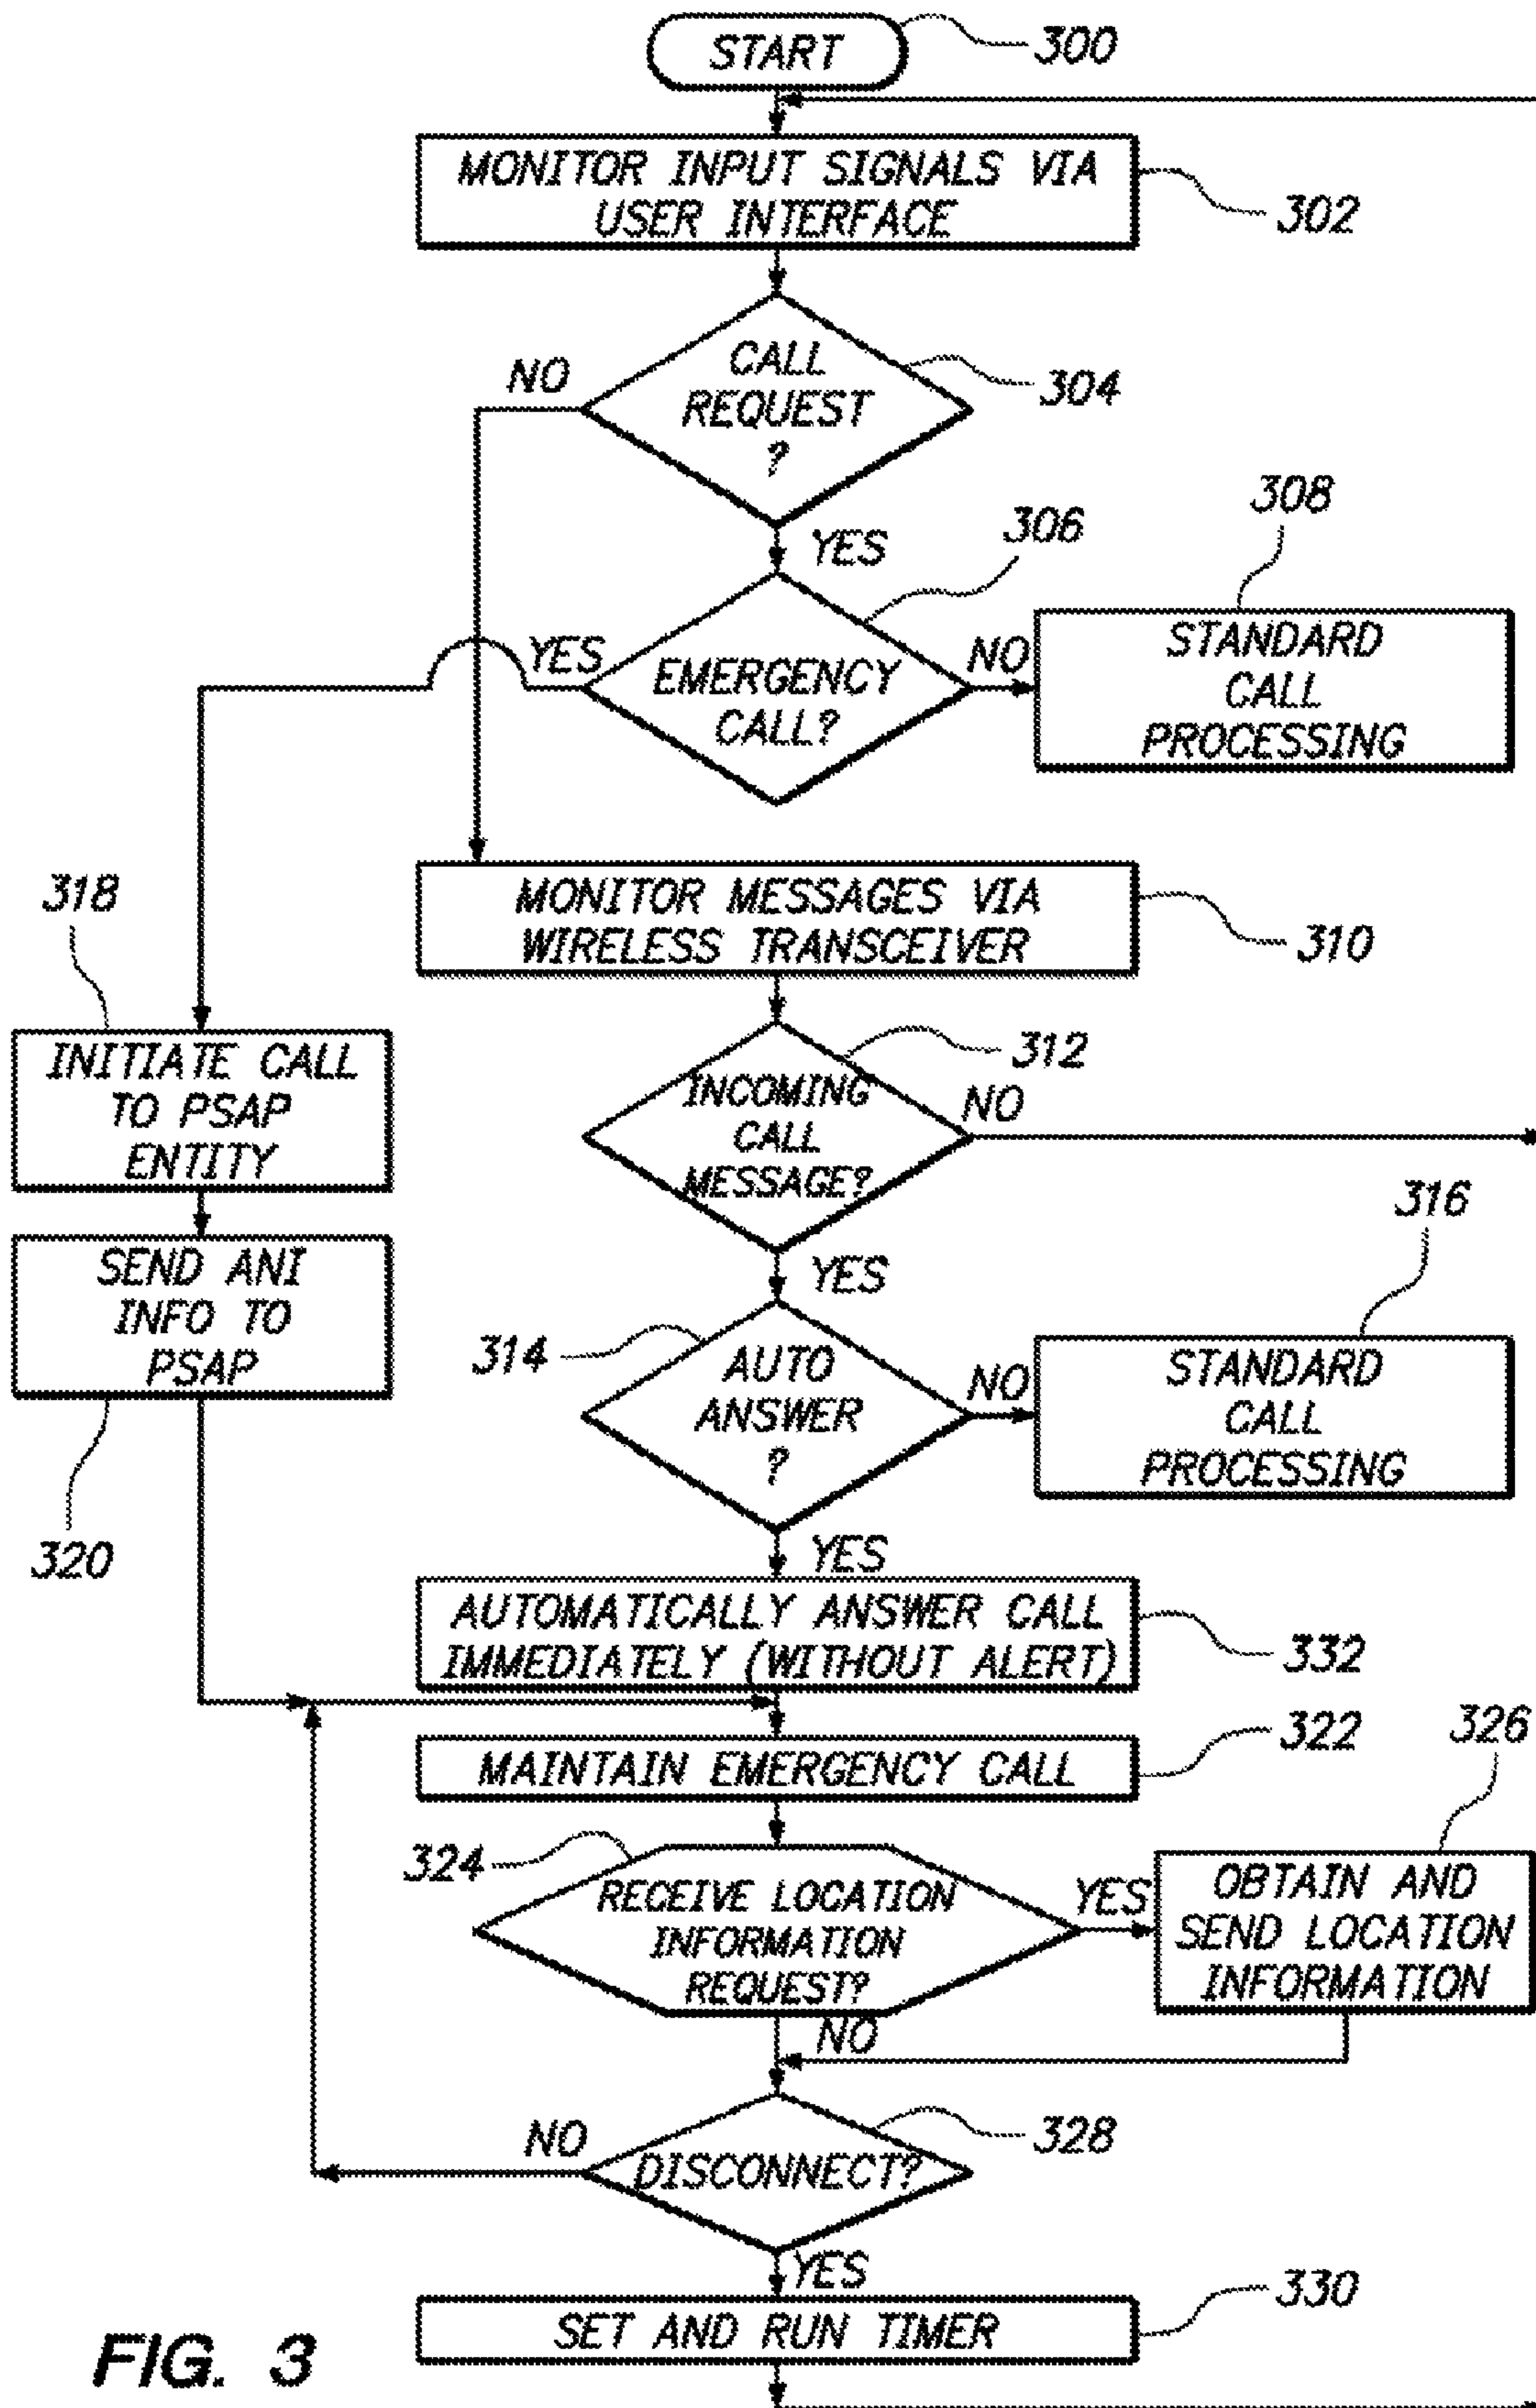 START
300
MONITOR INPUT SIGNALS VIA
USER INTERFACE
302
CALL
REQUEST
?
304
NO
YES
306
308
EMERGENCY
CALL?
YES
NO
STANDARD
CALL
PROCESSING
MONITOR MESSAGES VIA
WIRELESS TRANSCEIVER
310
318
INITIATE CALL
TO PSAP
ENTITY
INCOMING
CALL
MESSAGE?
312
NO
YES
SEND ANI
INFO TO
PSAP
320
314
AUTO
ANSWER
?
NO
316
STANDARD
CALL
PROCESSING
YES
AUTOMATICALLY ANSWER CALL
IMMEDIATELY (WITHOUT ALERT)
332
MAINTAIN EMERGENCY CALL
322
326
324
RECEIVE LOCATION
INFORMATION
REQUEST?
YES
OBTAIN AND
SEND LOCATION
INFORMATION
NO
DISCONNECT?
328
NO
YES
SET AND RUN TIMER
330
FIG. 3